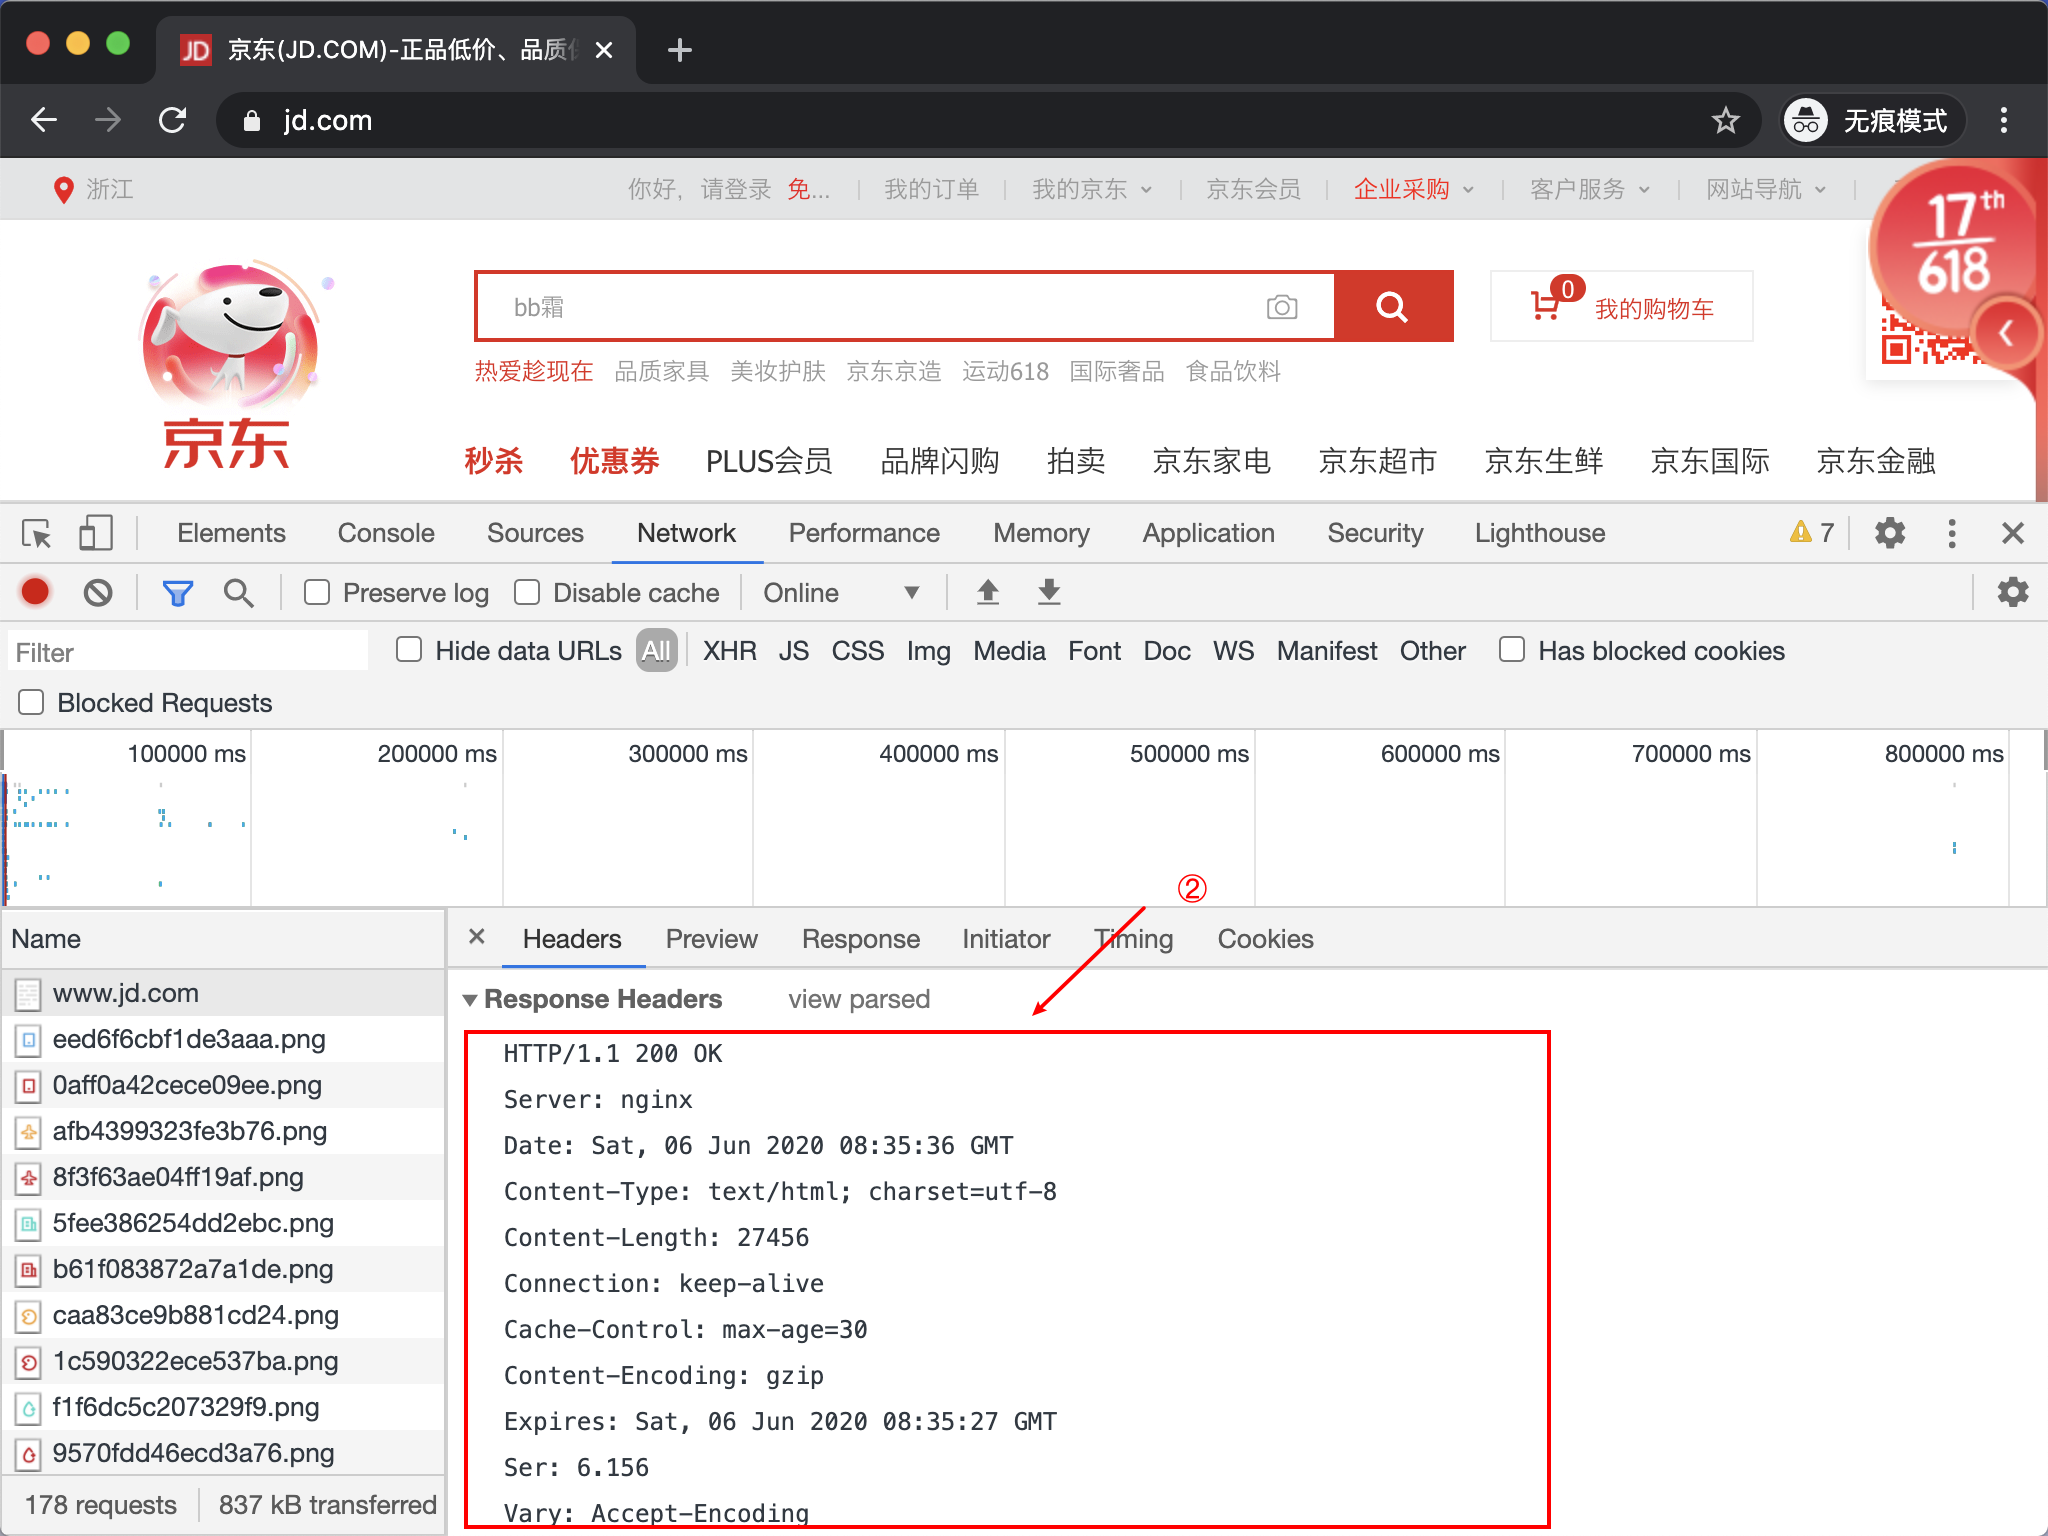 京东(JD.COM)-正品低价、品质
jd.com
无痕模式
浙江
你好，请登录 免... 我的订单 我的京东 京东会员 企业采购 客户服务 网站导航
17th
618
bb霜
0
我的购物车
热爱趁现在 品质家具 美妆护肤 京东京造 运动618 国际奢品 食品饮料
京东
秒杀 优惠券 PLUS会员 品牌闪购 拍卖 京东家电 京东超市 京东生鲜 京东国际 京东金融
Elements Console Sources Network Performance Memory Application Security Lighthouse 7
Preserve log Disable cache Online
Filter Hide data URLs All XHR JS CSS Img Media Font Doc WS Manifest Other Has blocked cookies
Blocked Requests
100000 ms 200000 ms 300000 ms 400000 ms 500000 ms 600000 ms 700000 ms 800000 ms
②
Name
www.jd.com
eed6f6cbf1de3aaa.png
0aff0a42cece09ee.png
afb4399323fe3b76.png
8f3f63ae04ff19af.png
5fee386254dd2ebc.png
b61f083872a7a1de.png
caa83ce9b881cd24.png
1c590322ece537ba.png
f1f6dc5c207329f9.png
9570fdd46ecd3a76.png
178 requests 837 kB transferred
Headers Preview Response Initiator Timing Cookies
Response Headers view parsed
HTTP/1.1 200 OK
Server: nginx
Date: Sat, 06 Jun 2020 08:35:36 GMT
Content-Type: text/html; charset=utf-8
Content-Length: 27456
Connection: keep-alive
Cache-Control: max-age=30
Content-Encoding: gzip
Expires: Sat, 06 Jun 2020 08:35:27 GMT
Ser: 6.156
Vary: Accept-Encoding